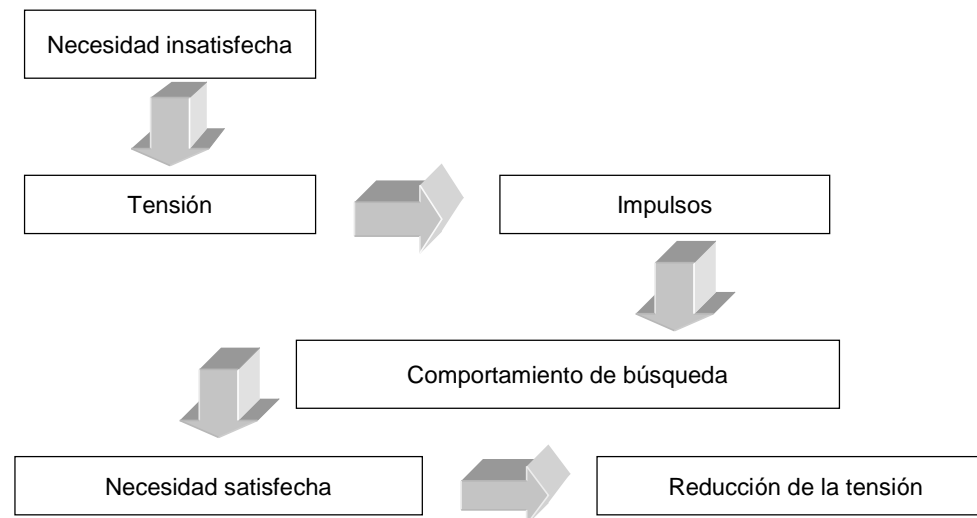 Necesidad insatisfecha
Tensión
Impulsos
Comportamiento de búsqueda
Necesidad satisfecha
Reducción de la tensión